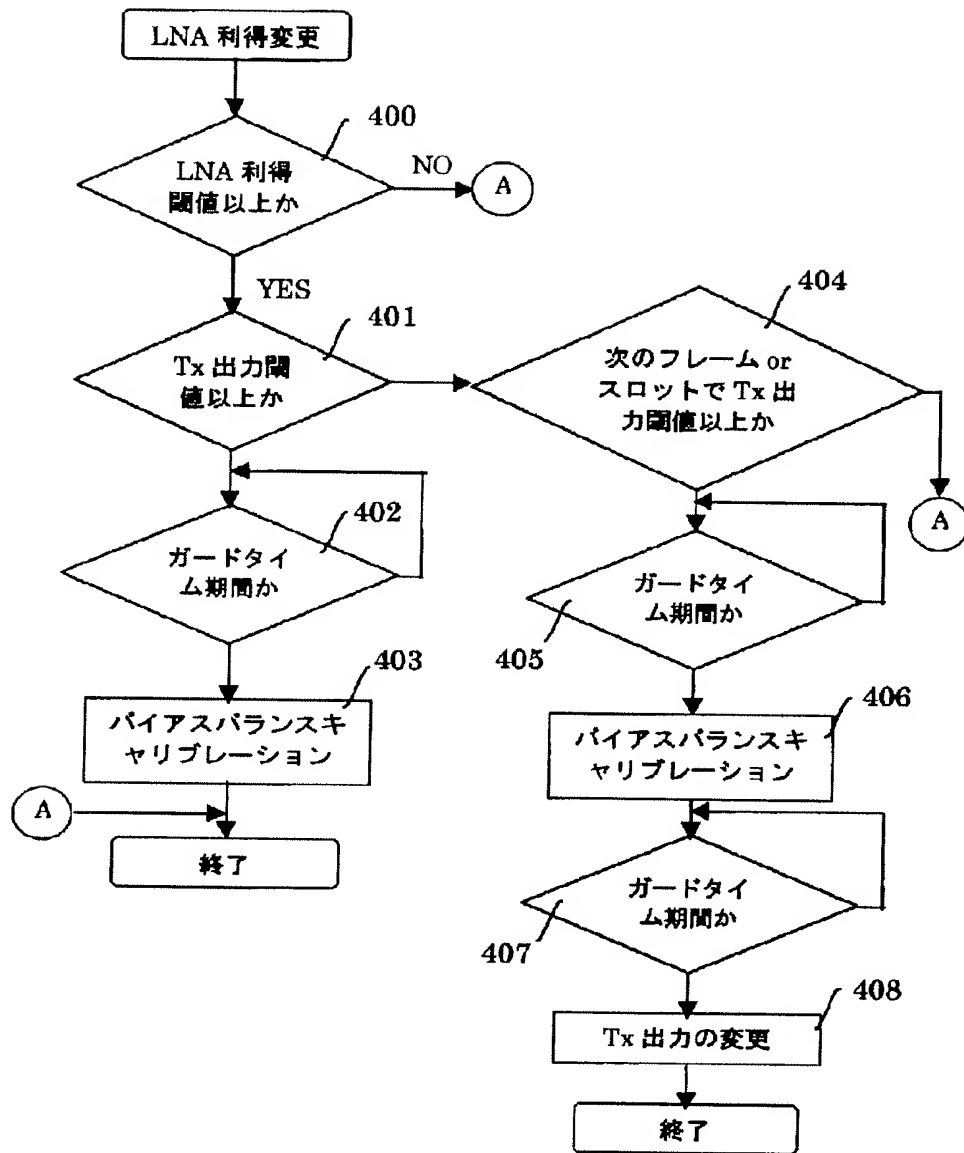 LNA 利得変更
400
LNA 利得
閾値以上か
NO
A
YES
401
Tx 出力閾
値以上か
404
次のフレーム or
スロットで Tx 出
力閾値以上か
A
402
ガードタイ
ム期間か
405
ガードタイ
ム期間か
403
バイアスバランスキ
ャリブレーション
406
バイアスバランスキ
ャリブレーション
A
終了
407
ガードタイ
ム期間か
408
Tx 出力の変更
終了